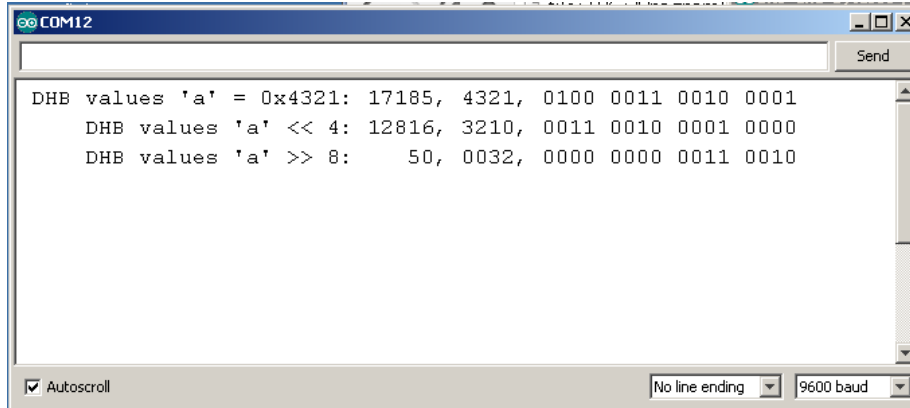 COM12
Send
DHB values 'a' = 0x4321: 17185, 4321, 0100 0011 0010 0001
DHB values 'a' << 4: 12816, 3210, 0011 0010 0001 0000
DHB values 'a' >> 8: 50, 0032, 0000 0000 0011 0010
Autoscroll
No line ending
9600 baud